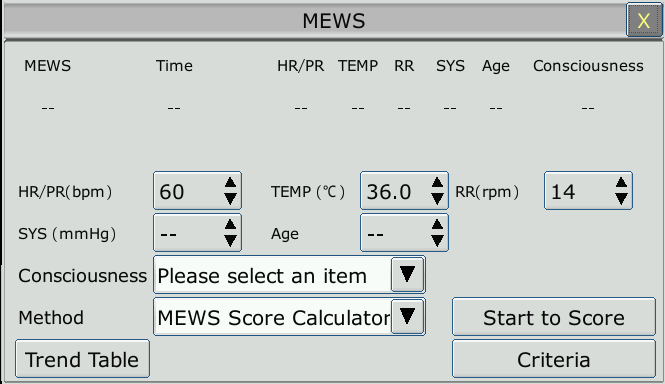 MEWS X
MEWS Time HR/PR TEMP RR SYS Age Consciousness
-- -- -- -- -- -- -- --
HR/PR(bpm) 60 TEMP (℃) 36.0 RR(rpm) 14
SYS (mmHg) -- Age --
Consciousness Please select an item
Method MEWS Score Calculator Start to Score
Trend Table Criteria